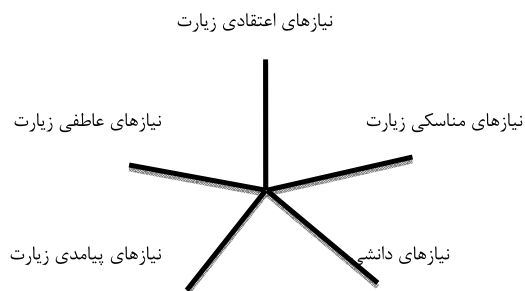 نیازهای اعتقادی زیارت
نیازهای مناسکی زیارت
نیازهای عاطفی زیارت
نیازهای دانشی
نیازهای پیامدی زیارت